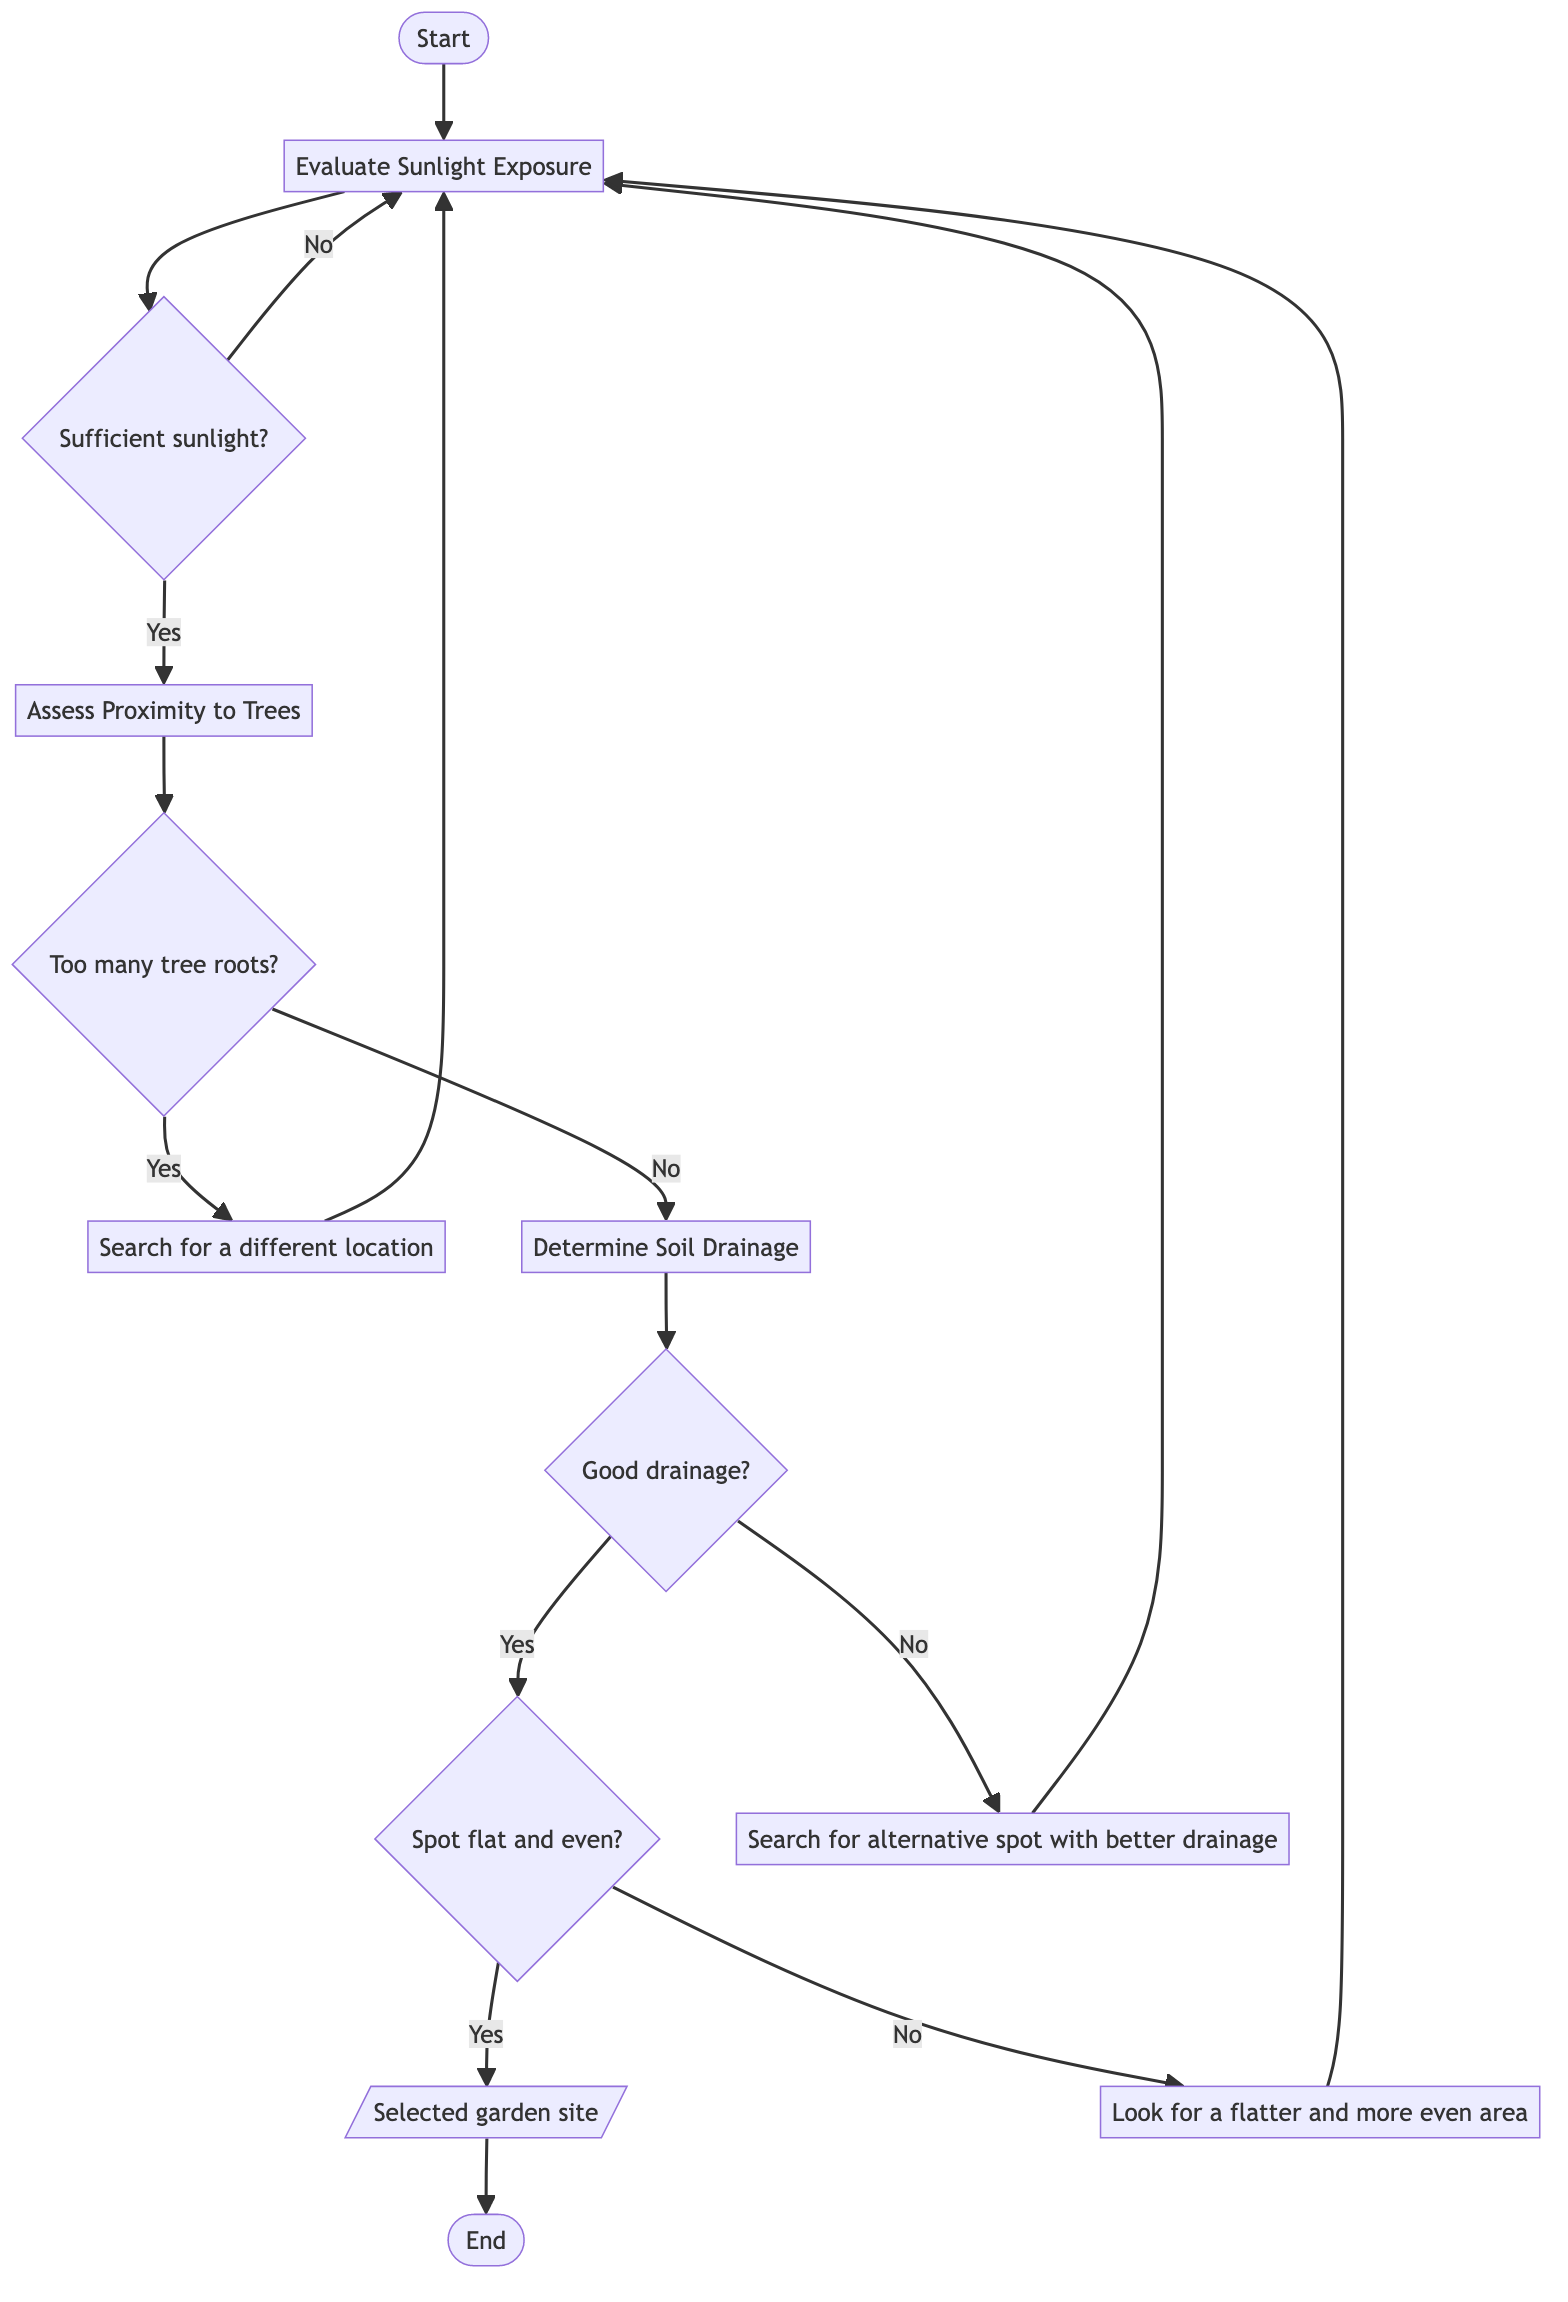 Start
Evaluate Sunlight Exposure
No
Sufficient sunlight?
Yes
Assess Proximity to Trees
Too many tree roots?
Yes
No
Search for a different location
Determine Soil Drainage
Good drainage?
Yes
No
Spot flat and even?
Search for alternative spot with better drainage
Yes
No
Selected garden site
Look for a flatter and more even area
End